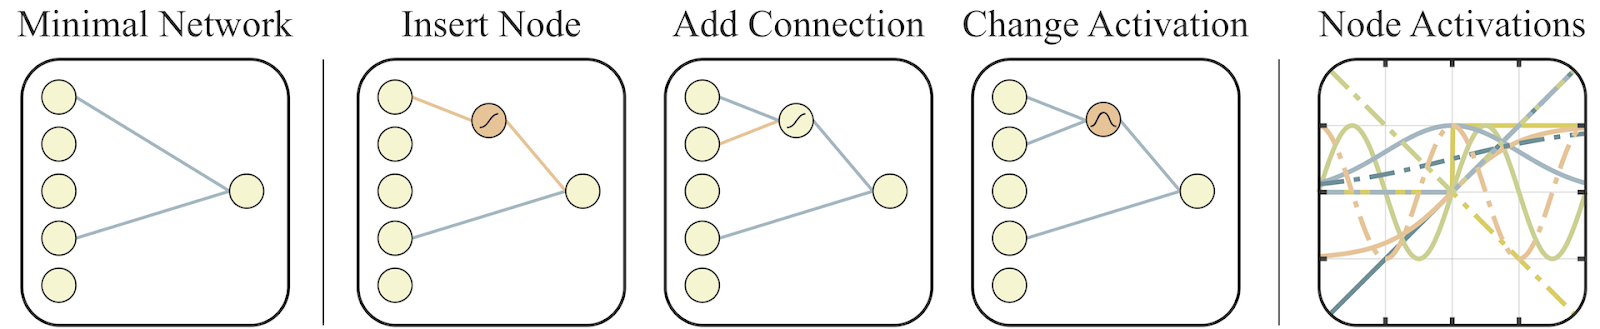 Minimal Network
Insert Node
Add Connection
Change Activation
Node Activations